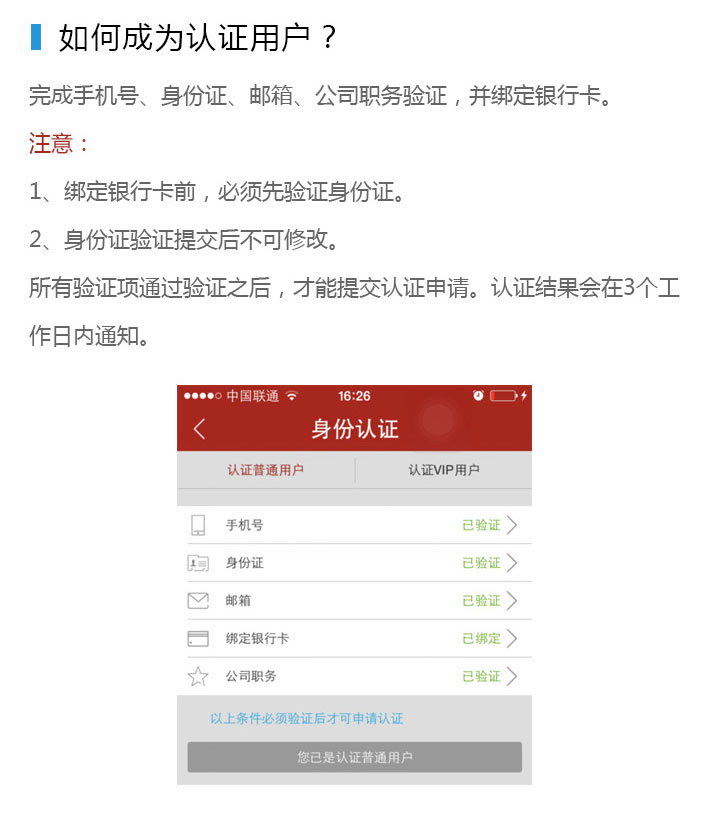 如何成为认证用户？
完成手机号、身份证、邮箱、公司职务验证，并绑定银行卡。
注意：
1、绑定银行卡前，必须先验证身份证。
2、身份证验证提交后不可修改。
所有验证项通过验证之后，才能提交认证申请。认证结果会在3个工
作日内通知。
中国联通 16:26
身份认证
认证普通用户 认证VIP用户
手机号 已验证
身份证 已验证
邮箱 已验证
绑定银行卡 已绑定
公司职务 已验证
以上条件必须验证后才可申请认证
您已是认证普通用户